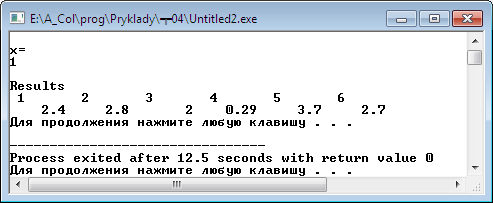 E:\A_Col\prog\Pryklady\┬╤-04\Untitled2.exe
x=
1
Results
1 2 3 4 5 6
2.4 2.8 2 0.29 3.7 2.7
Для продолжения нажмите любую клавишу . . .
--------------------------------
Process exited after 12.5 seconds with return value 0
Для продолжения нажмите любую клавишу . . .